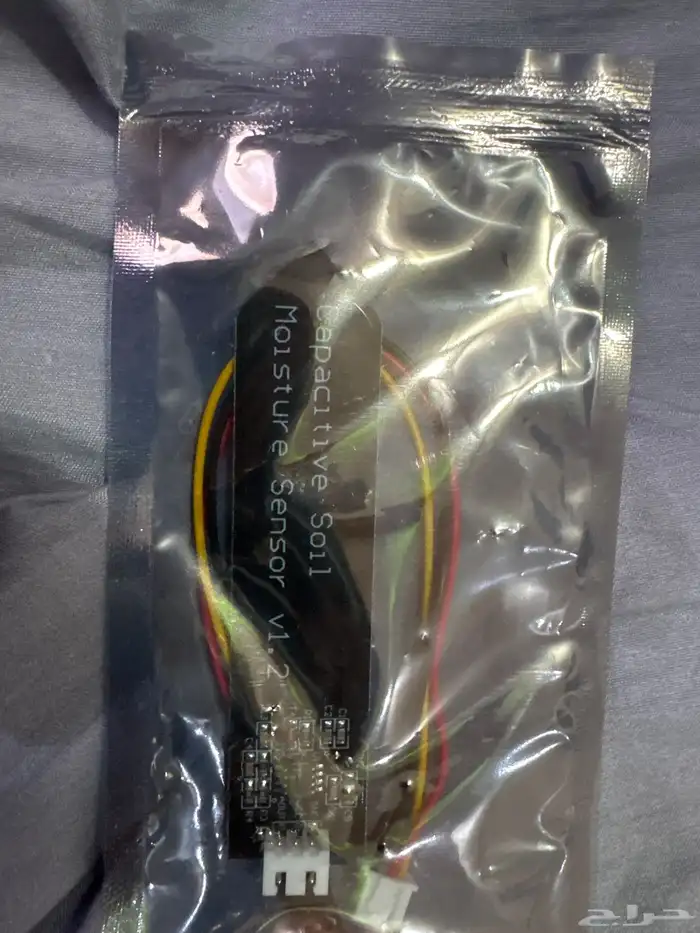 Capacitive Soil
Moisture Sensor v1.2
حراج